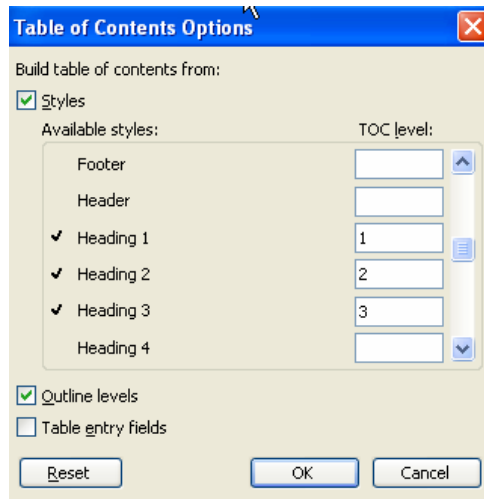 Table of Contents Options
Build table of contents from:
Styles
Available styles: TOC level:
Footer
Header
Heading 1 1
Heading 2 2
Heading 3 3
Heading 4
Outline levels
Table entry fields
Reset OK Cancel